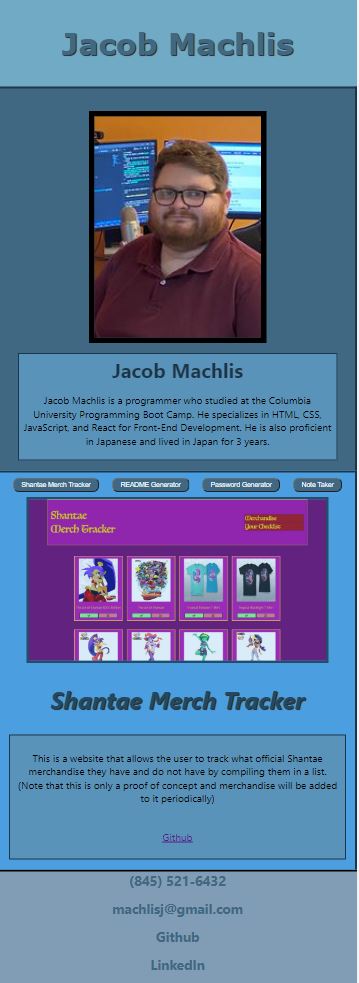 Jacob Machlis
Jacob Machlis
Jacob Machlis is a programmer who studied at the Columbia
University Programming Boot Camp. He specializes in HTML, CSS,
JavaScript, and React for Front-End Development. He is also proficient
in Japanese and lived in Japan for 3 years.
Shantae Merch Tracker README Generator Password Generator Note Taker
Shantae
Merch Tracker
Merchandise
Your Checklist
Shantae Merch Tracker
This is a website that allows the user to track what official Shantae
merchandise they have and do not have by compiling them in a list.
(Note that this is only a proof of concept and merchandise will be added
to it periodically)
Github
(845) 521-6432
machlisj@gmail.com
Github
LinkedIn